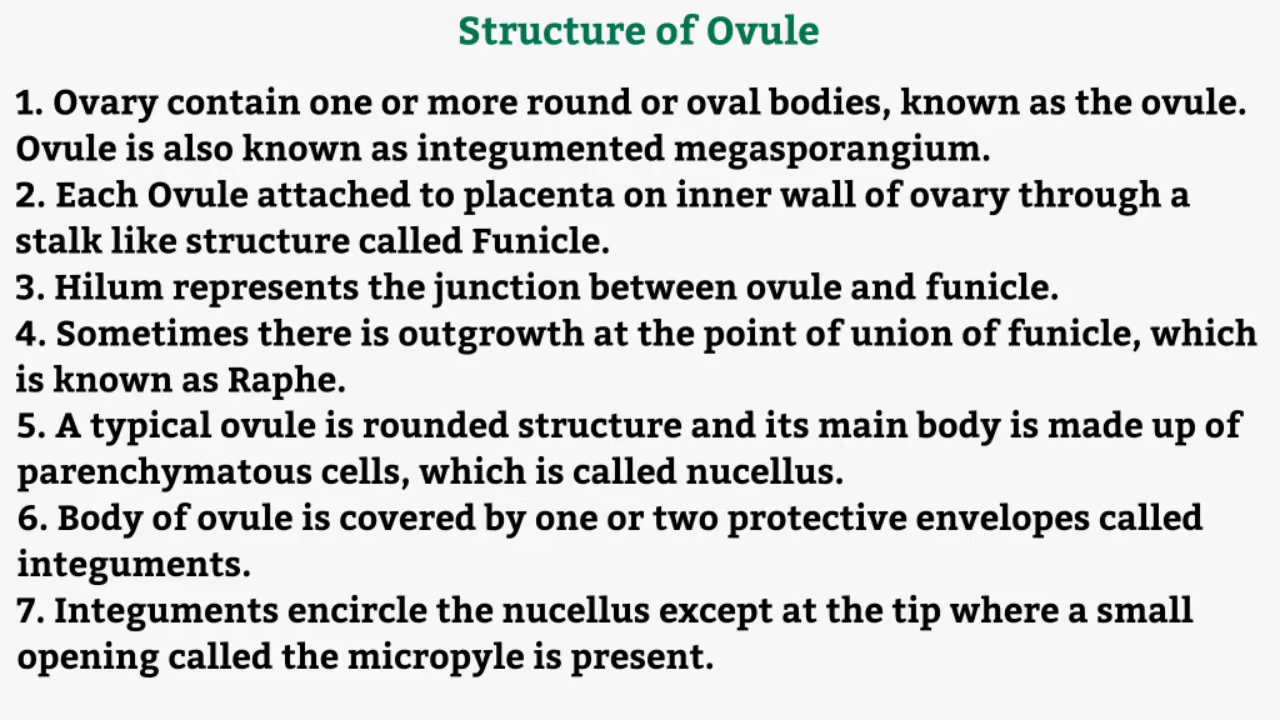 Structure of Ovule
1. Ovary contain one or more round or oval bodies, known as the ovule.
Ovule is also known as integumented megasporangium.
2. Each Ovule attached to placenta on inner wall of ovary through a
stalk like structure called Funicle.
3. Hilum represents the junction between ovule and funicle.
4. Sometimes there is outgrowth at the point of union of funicle, which
is known as Raphe.
5. A typical ovule is rounded structure and its main body is made up of
parenchymatous cells, which is called nucellus.
6. Body of ovule is covered by one or two protective envelopes called
integuments.
7. Integuments encircle the nucellus except at the tip where a small
opening called the micropyle is present.